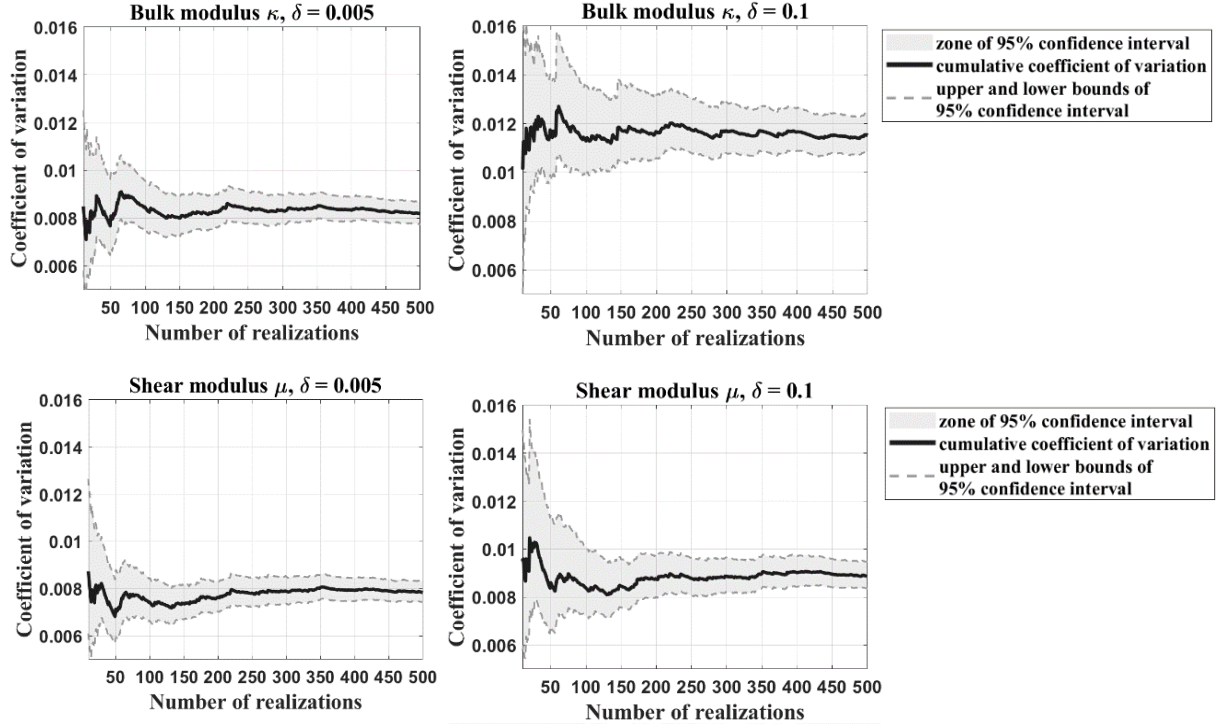 Bulk modulus κ, δ = 0.005
0.016
0.014
0.012
0.01
0.008
0.006
Coefficient of variation
50 100 150 200 250 300 350 400 450 500
Number of realizations
Bulk modulus κ, δ = 0.1
0.016
0.014
0.012
0.01
0.008
0.006
Coefficient of variation
50 100 150 200 250 300 350 400 450 500
Number of realizations
zone of 95% confidence interval
cumulative coefficient of variation
upper and lower bounds of
95% confidence interval
Shear modulus μ, δ = 0.005
0.016
0.014
0.012
0.01
0.008
0.006
Coefficient of variation
50 100 150 200 250 300 350 400 450 500
Number of realizations
Shear modulus μ, δ = 0.1
0.016
0.014
0.012
0.01
0.008
0.006
Coefficient of variation
50 100 150 200 250 300 350 400 450 500
Number of realizations
zone of 95% confidence interval
cumulative coefficient of variation
upper and lower bounds of
95% confidence interval